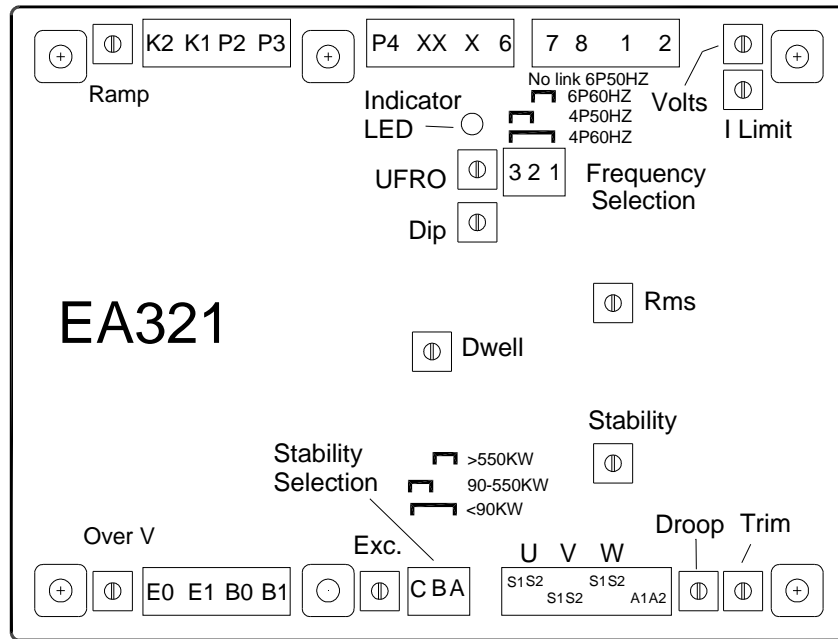 K2 K1 P2 P3
P4 XX X 6
7 8 1 2
Ramp
No link 6P50HZ
6P60HZ
4P50HZ
4P60HZ
Volts
I Limit
Indicator
LED
UFRO
3 2 1
Frequency
Selection
Dip
EA321
Rms
Dwell
Stability
Stability
Selection
>550KW
90-550KW
<90KW
Over V
Exc.
Droop
Trim
U V W
E0 E1 B0 B1
C B A
S1S2 S1S2
S1S2 A1A2